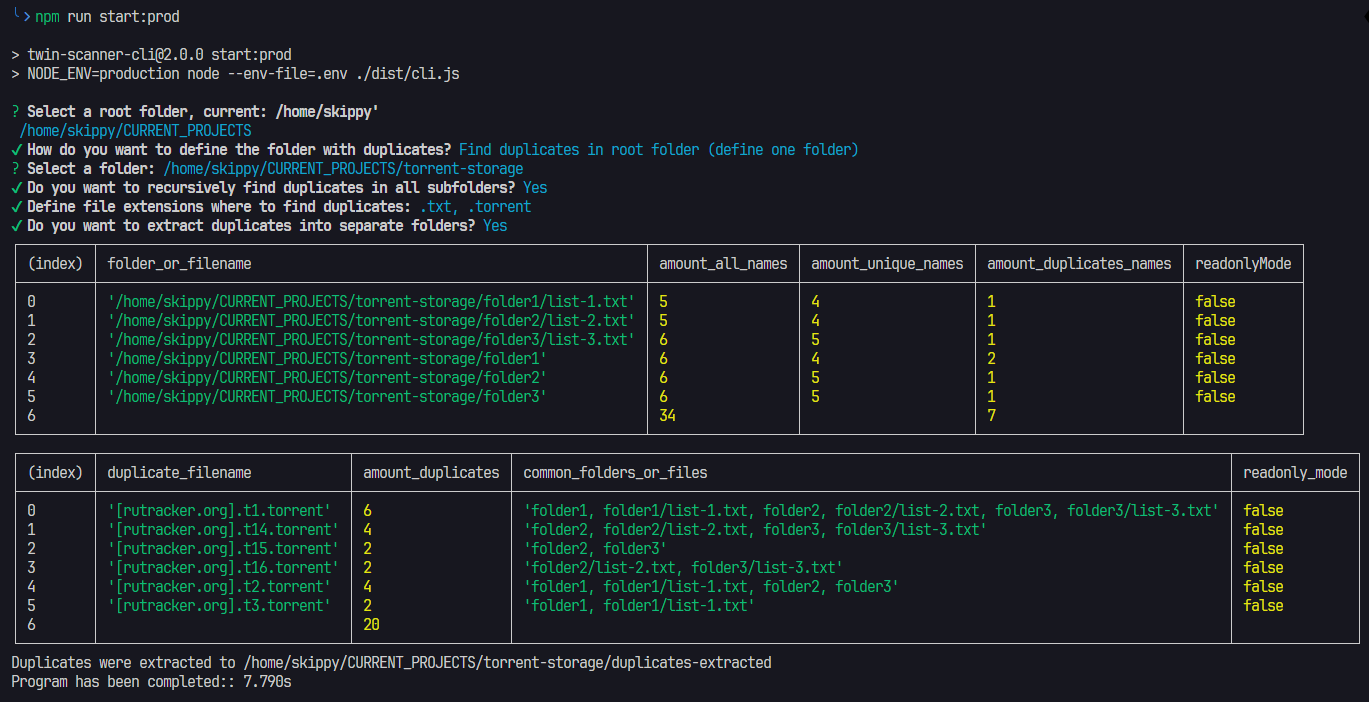 ╰> npm run start:prod
> twin-scanner-cli@2.0.0 start:prod
> NODE_ENV=production node --env-file=.env ./dist/cli.js
? Select a root folder, current: /home/skippy'
/home/skippy/CURRENT_PROJECTS
✓ How do you want to define the folder with duplicates? Find duplicates in root folder (define one folder)
? Select a folder: /home/skippy/CURRENT_PROJECTS/torrent-storage
✓ Do you want to recursively find duplicates in all subfolders? Yes
✓ Define file extensions where to find duplicates: .txt, .torrent
✓ Do you want to extract duplicates into separate folders? Yes
(index) folder_or_filename amount_all_names amount_unique_names amount_duplicates_names readonlyMode
0 '/home/skippy/CURRENT_PROJECTS/torrent-storage/folder1/list-1.txt' 5 4 1 false
1 '/home/skippy/CURRENT_PROJECTS/torrent-storage/folder2/list-2.txt' 5 4 1 false
2 '/home/skippy/CURRENT_PROJECTS/torrent-storage/folder3/list-3.txt' 6 5 1 false
3 '/home/skippy/CURRENT_PROJECTS/torrent-storage/folder1' 6 4 2 false
4 '/home/skippy/CURRENT_PROJECTS/torrent-storage/folder2' 6 5 1 false
5 '/home/skippy/CURRENT_PROJECTS/torrent-storage/folder3' 6 5 1 false
6 34 7
(index) duplicate_filename amount_duplicates common_folders_or_files readonly_mode
0 '[rutracker.org].t1.torrent' 6 'folder1, folder1/list-1.txt, folder2, folder2/list-2.txt, folder3, folder3/list-3.txt' false
1 '[rutracker.org].t14.torrent' 4 'folder2, folder2/list-2.txt, folder3, folder3/list-3.txt' false
2 '[rutracker.org].t15.torrent' 2 'folder2, folder3' false
3 '[rutracker.org].t16.torrent' 2 'folder2/list-2.txt, folder3/list-3.txt' false
4 '[rutracker.org].t2.torrent' 4 'folder1, folder1/list-1.txt, folder2, folder3' false
5 '[rutracker.org].t3.torrent' 2 'folder1, folder1/list-1.txt' false
6 20
Duplicates were extracted to /home/skippy/CURRENT_PROJECTS/torrent-storage/duplicates-extracted
Program has been completed:: 7.790s